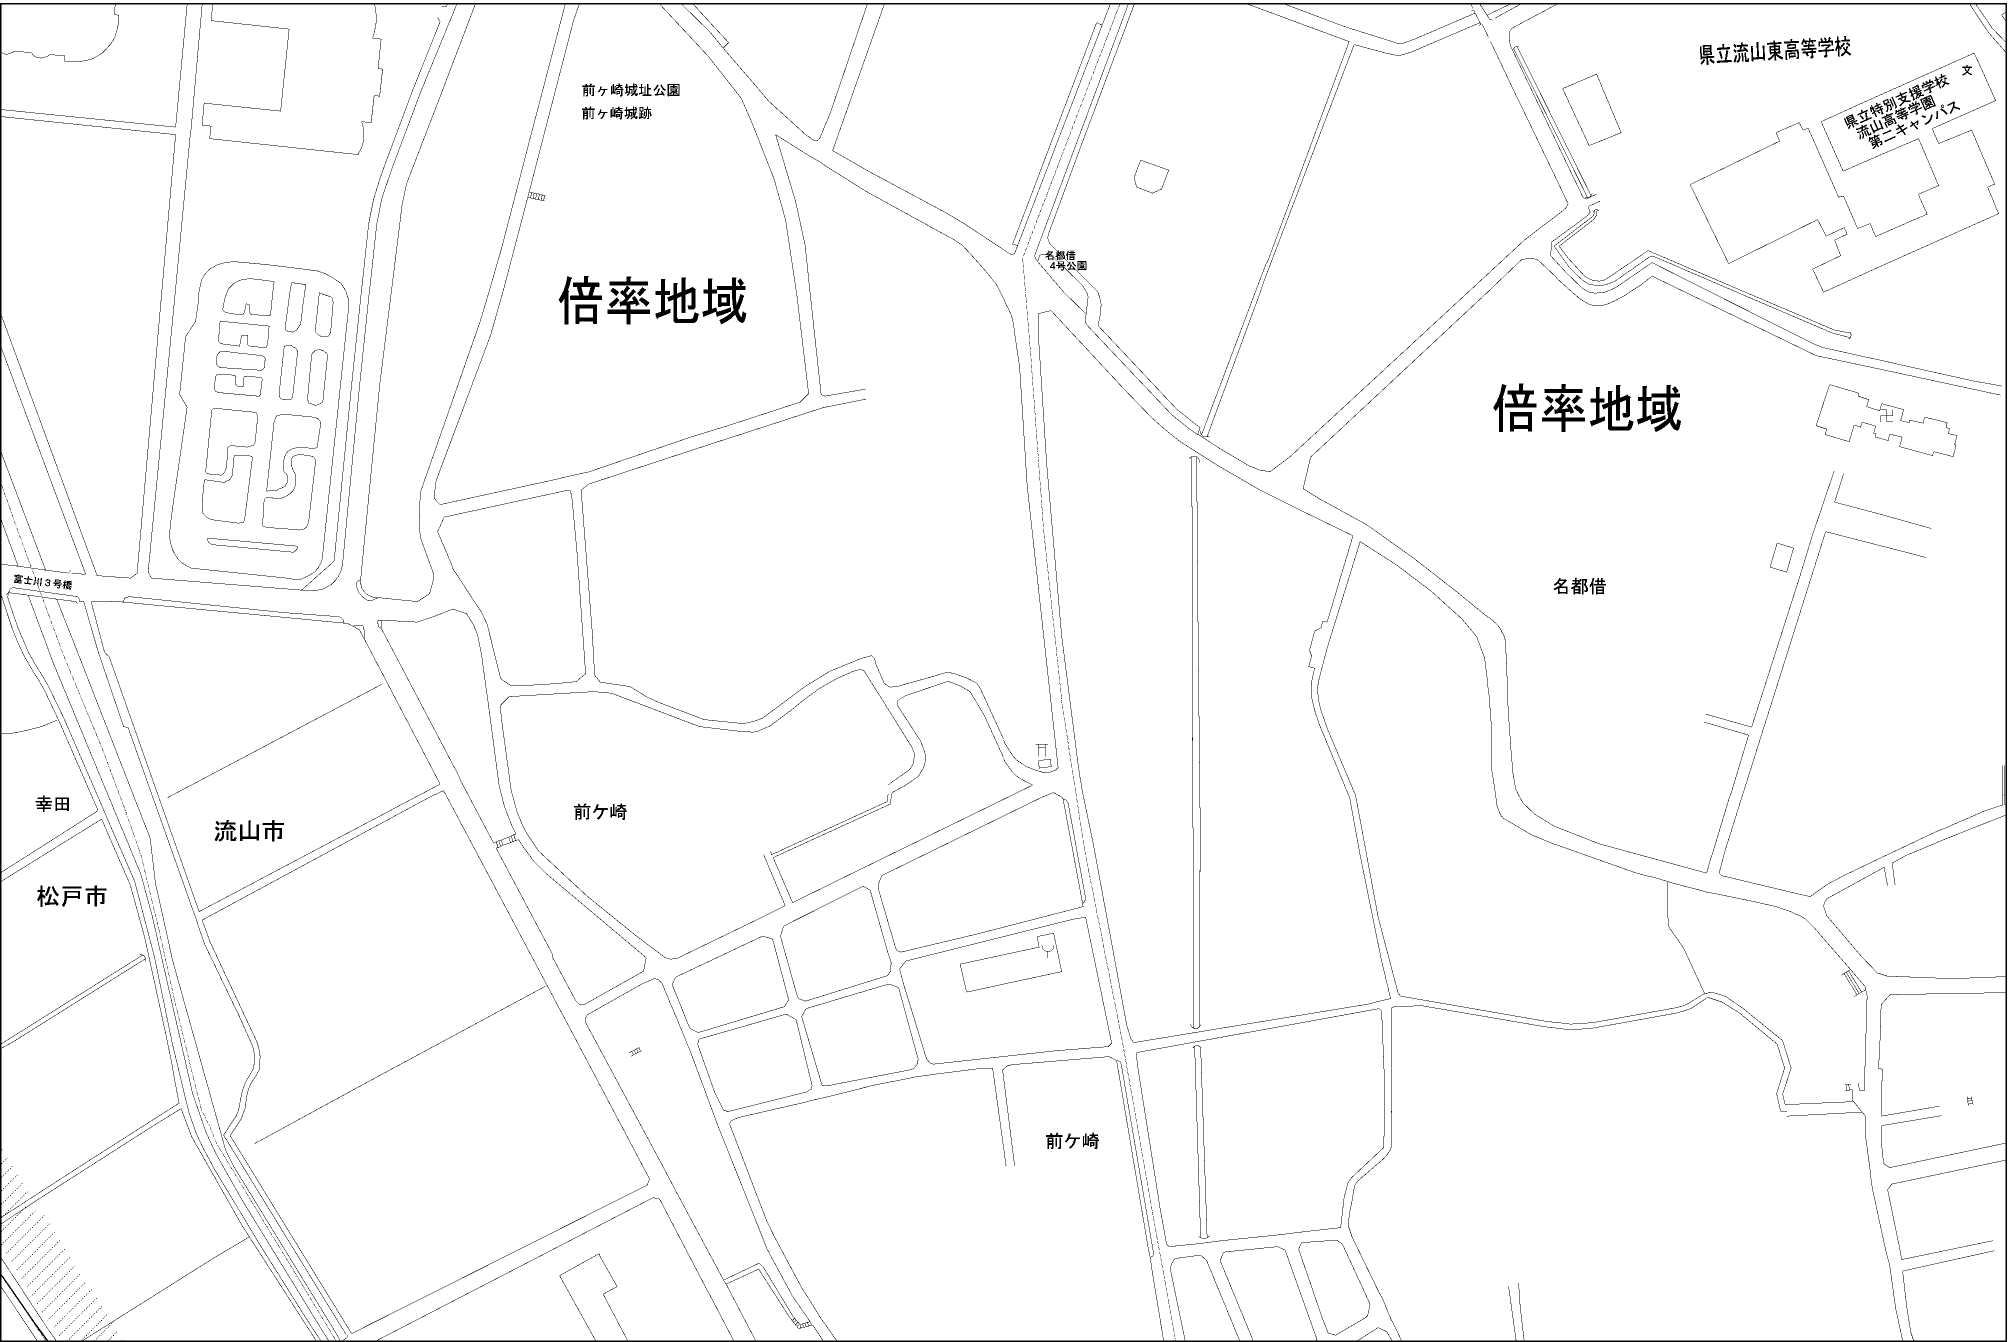 県立流山東高等学校
文
県立特別支援学校
流山高等学園
第二キャンパス
前ヶ崎城址公園
前ヶ崎城跡
名都借
4号公園
倍率地域
倍率地域
富士川3号橋
名都借
幸田
流山市
前ケ崎
松戸市
前ケ崎